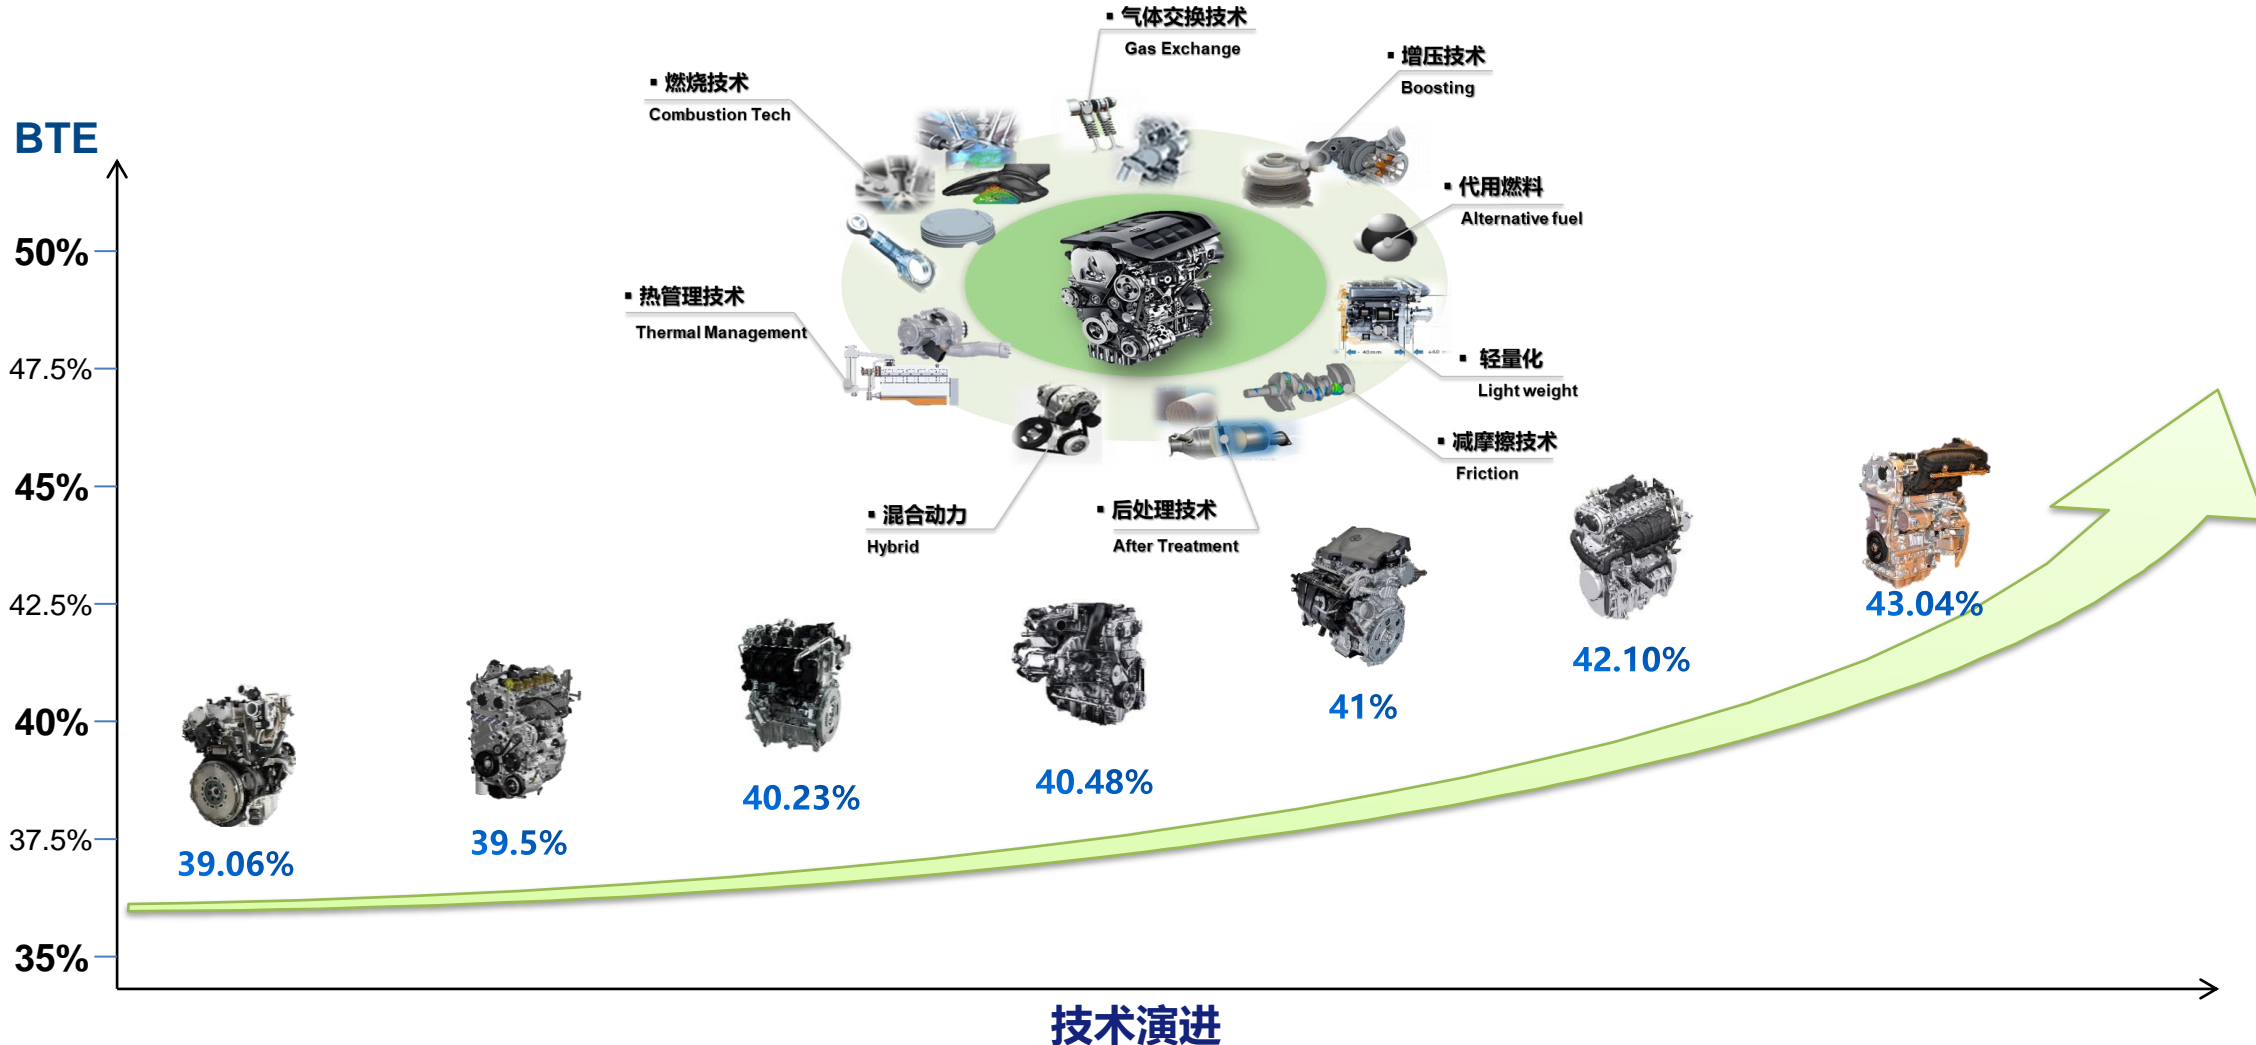 ▪ 气体交换技术
Gas Exchange
▪ 增压技术
Boosting
▪ 燃烧技术
Combustion Tech
BTE
▪ 代用燃料
Alternative fuel
50%
▪ 热管理技术
Thermal Management
47.5%
▪ 轻量化
Light weight
▪ 减摩擦技术
Friction
45%
▪ 混合动力
Hybrid
▪ 后处理技术
After Treatment
42.5%
40%
37.5%
35%
39.06%
39.5%
40.23%
40.48%
41%
42.10%
43.04%
技术演进